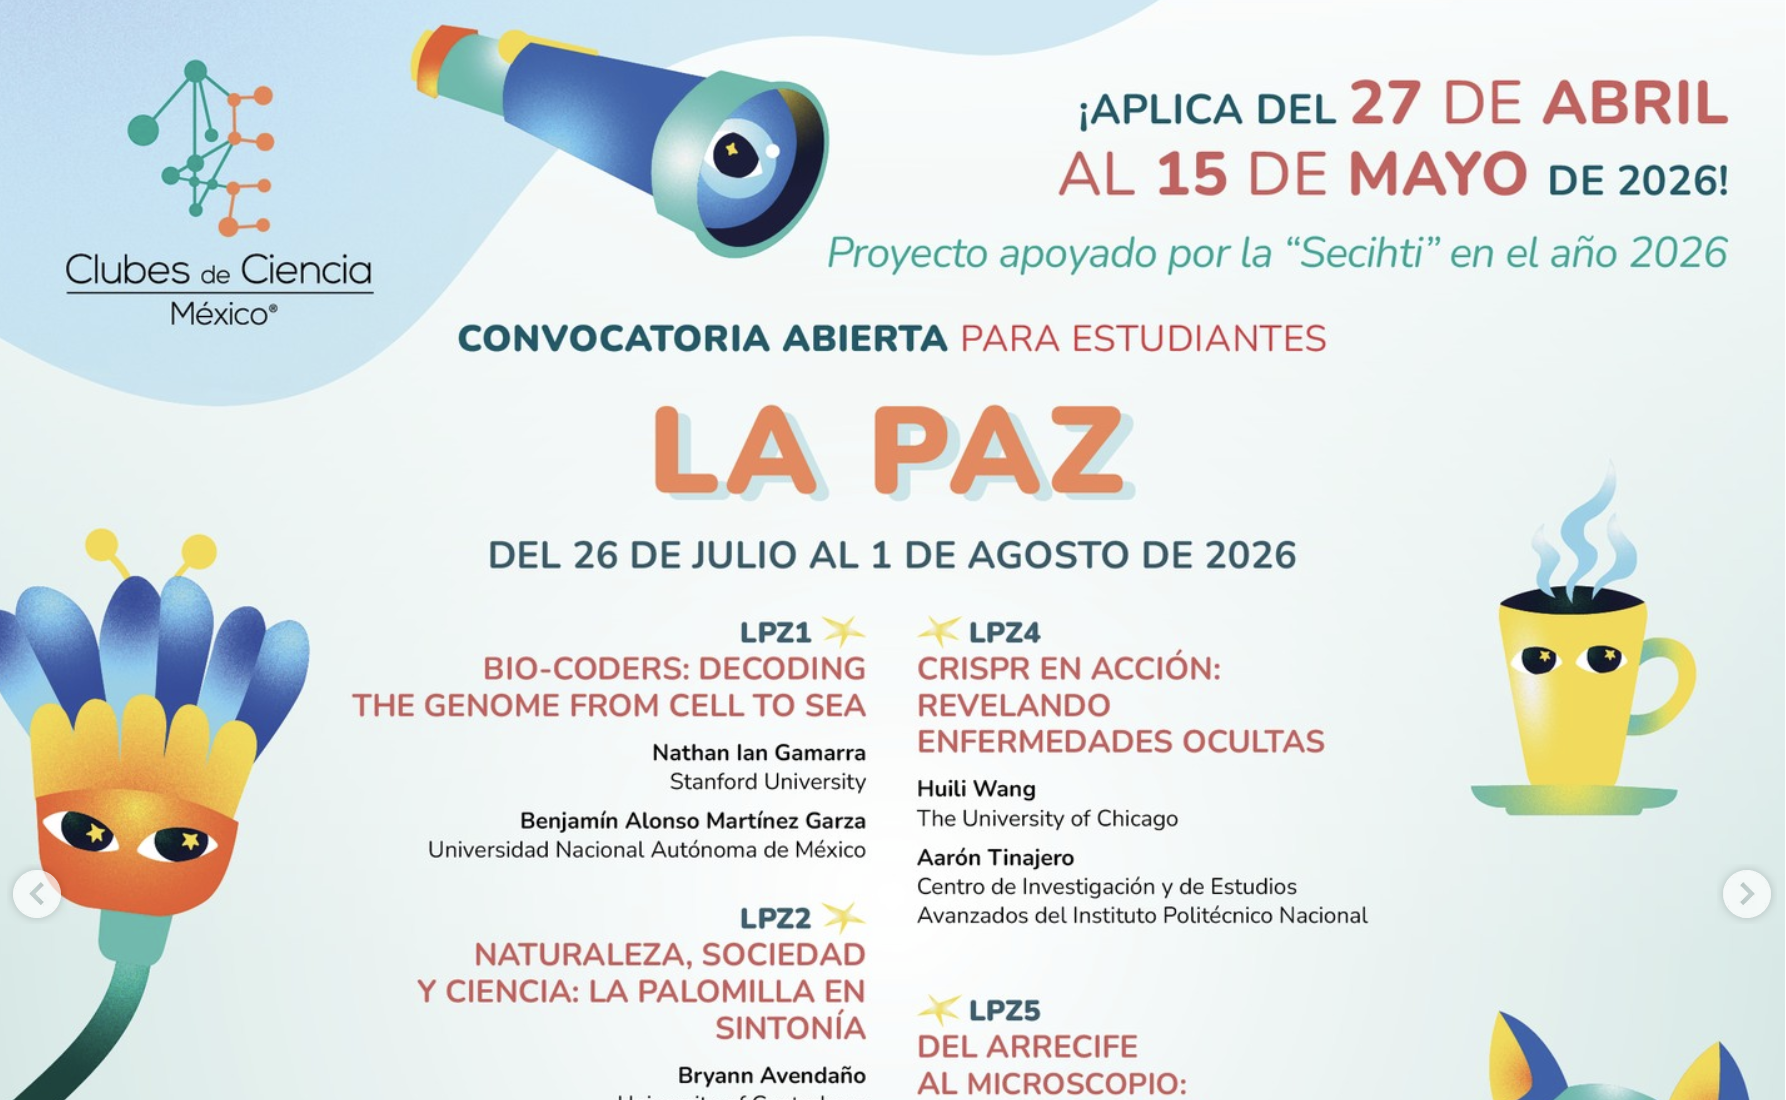 Clubes de Ciencia
México®
¡APLICA DEL 27 DE ABRIL
AL 15 DE MAYO DE 2026!
Proyecto apoyado por la “Secihti” en el año 2026
CONVOCATORIA ABIERTA PARA ESTUDIANTES
LA PAZ
DEL 26 DE JULIO AL 1 DE AGOSTO DE 2026
LPZ1
BIO-CODERS: DECODING
THE GENOME FROM CELL TO SEA
Nathan Ian Gamarra
Stanford University
Benjamín Alonso Martínez Garza
Universidad Nacional Autónoma de México
LPZ2
NATURALEZA, SOCIEDAD
Y CIENCIA: LA PALOMILLA EN
SINTONÍA
Bryann Avendaño
LPZ4
CRISPR EN ACCIÓN:
REVELANDO
ENFERMEDADES OCULTAS
Huili Wang
The University of Chicago
Aarón Tinajero
Centro de Investigación y de Estudios
Avanzados del Instituto Politécnico Nacional
LPZ5
DEL ARRECIFE
AL MICROSCOPIO: